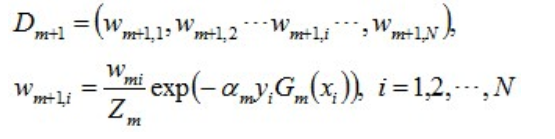 D_{m+1} = (w_{m+1,1}, w_{m+1,2} ⋯ w_{m+1,i} ⋯, w_{m+1,N}),
w_{m+1,i} = \frac{w_{mi}}{Z_m} exp(−α_m y_i G_m(x_i)), i = 1,2,⋯,N